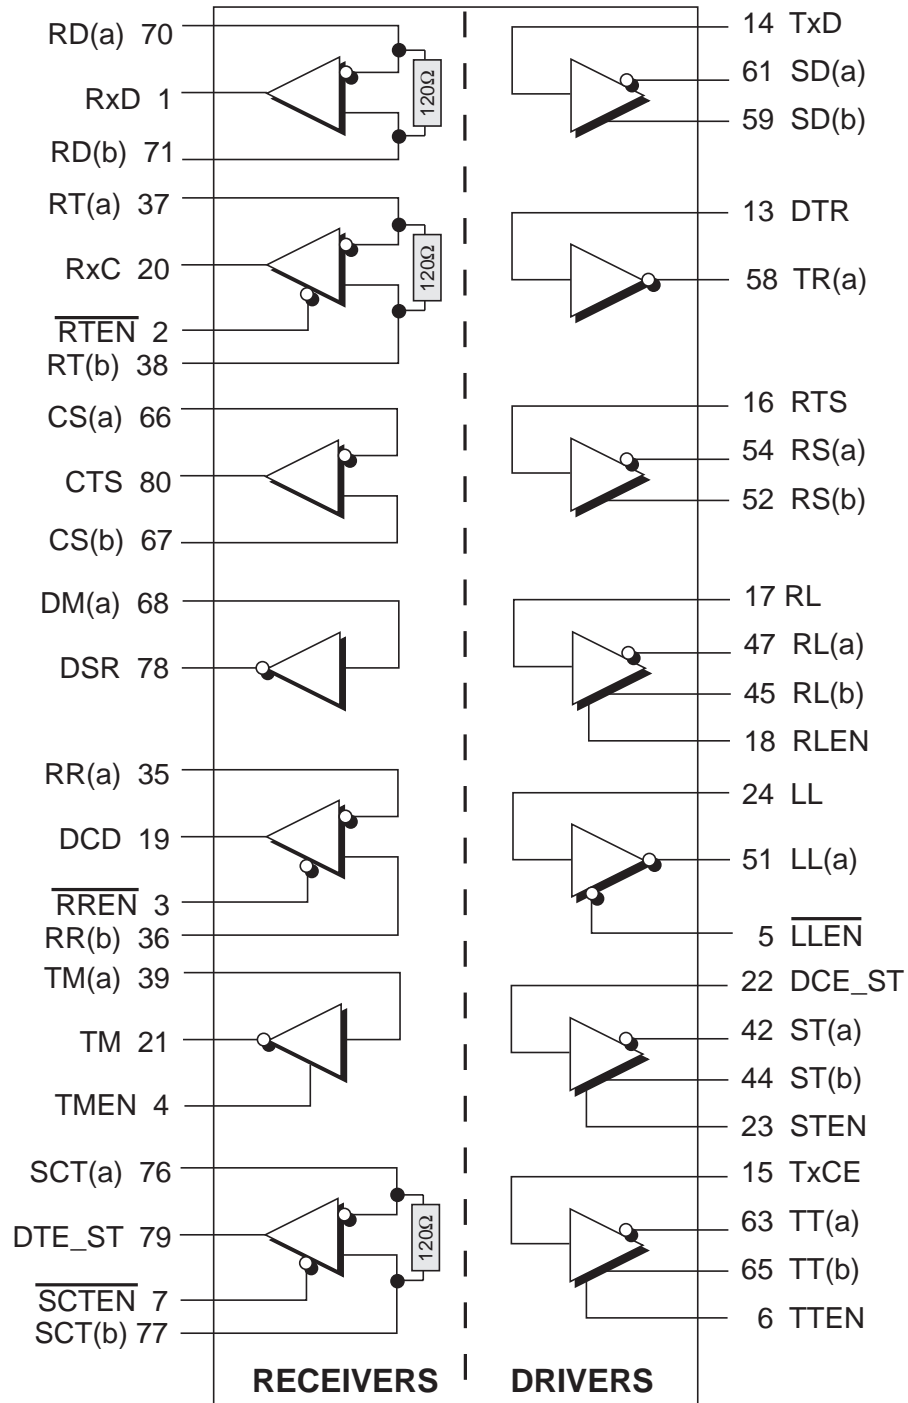 RD(a) 70
RxD 1
RD(b) 71
120Ω
RT(a) 37
RxC 20
RTEN 2
RT(b) 38
120Ω
CS(a) 66
CTS 80
CS(b) 67
DM(a) 68
DSR 78
RR(a) 35
DCD 19
RREN 3
RR(b) 36
TM(a) 39
TM 21
TMEN 4
SCT(a) 76
DTE_ST 79
SCTEN 7
SCT(b) 77
120Ω
RECEIVERS
14 TxD
61 SD(a)
59 SD(b)
13 DTR
58 TR(a)
16 RTS
54 RS(a)
52 RS(b)
17 RL
47 RL(a)
45 RL(b)
18 RLEN
24 LL
51 LL(a)
5 LLEN
22 DCE_ST
42 ST(a)
44 ST(b)
23 STEN
15 TxCE
63 TT(a)
65 TT(b)
6 TTEN
DRIVERS